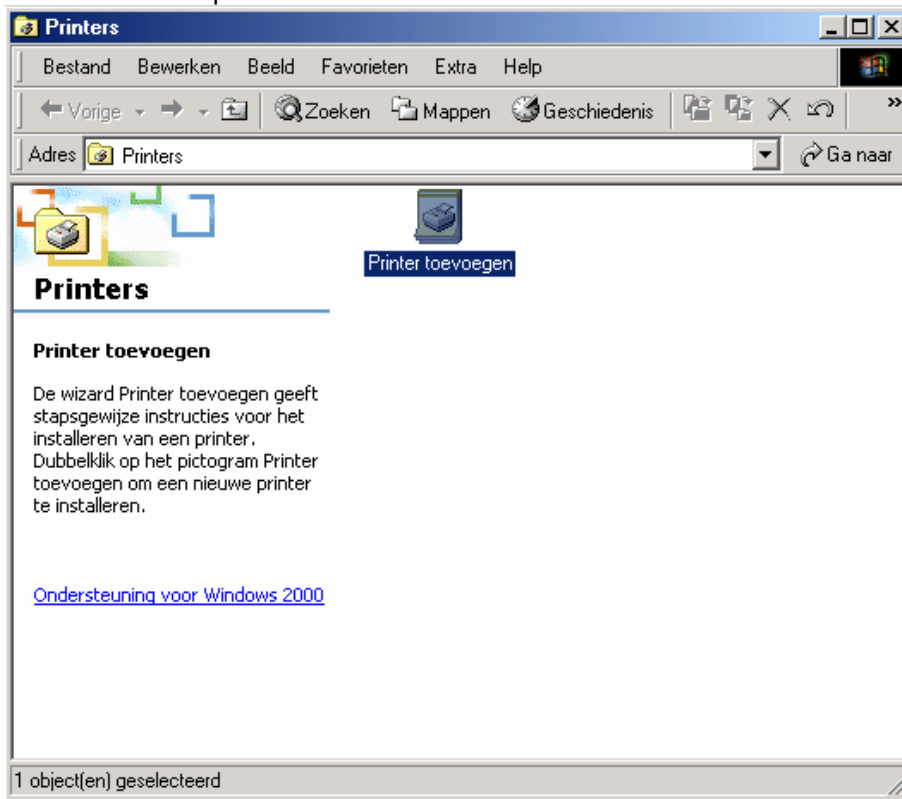 Printers
Bestand Bewerken Beeld Favorieten Extra Help
Vorige Zoeken Mappen Geschiedenis »
Adres Printers Ga naar
Printer toevoegen
Printers
Printer toevoegen
De wizard Printer toevoegen geeft
stapsgewijze instructies voor het
installeren van een printer.
Dubbelklik op het pictogram Printer
toevoegen om een nieuwe printer
te installeren.
Ondersteuning voor Windows 2000
1 object(en) geselecteerd